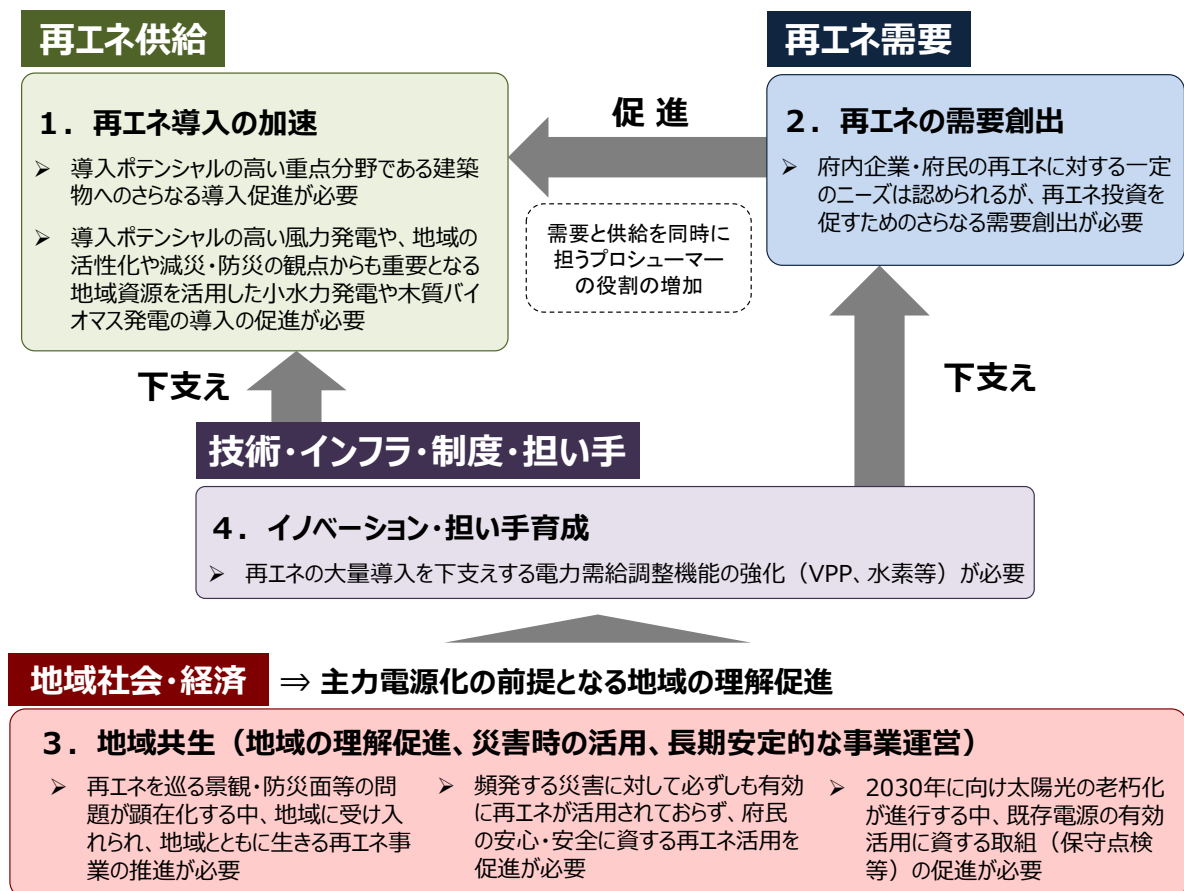 再エネ供給
1．再エネ導入の加速
➢ 導入ポテンシャルの高い重点分野である建築
物へのさらなる導入促進が必要
➢ 導入ポテンシャルの高い風力発電や、地域の
活性化や減災・防災の観点からも重要となる
地域資源を活用した小水力発電や木質バイ
オマス発電の導入の促進が必要
促 進
需要と供給を同時に
担うプロシューマー
の役割の増加
再エネ需要
2．再エネの需要創出
➢ 府内企業・府民の再エネに対する一定
のニーズは認められるが、再エネ投資を
促すためのさらなる需要創出が必要
下支え
下支え
技術・インフラ・制度・担い手
4．イノベーション・担い手育成
➢ 再エネの大量導入を下支えする電力需給調整機能の強化（VPP、水素等）が必要
地域社会・経済
⇒ 主力電源化の前提となる地域の理解促進
3．地域共生（地域の理解促進、災害時の活用、長期安定的な事業運営）
➢ 再エネを巡る景観・防災面等の問
題が顕在化する中、地域に受け入
れられ、地域とともに生きる再エネ事
業の推進が必要
➢ 頻発する災害に対して必ずしも有効
に再エネが活用されておらず、府民
の安心・安全に資する再エネ活用を
促進が必要
➢ 2030年に向け太陽光の老朽化
が進行する中、既存電源の有効
活用に資する取組（保守点検
等）の促進が必要